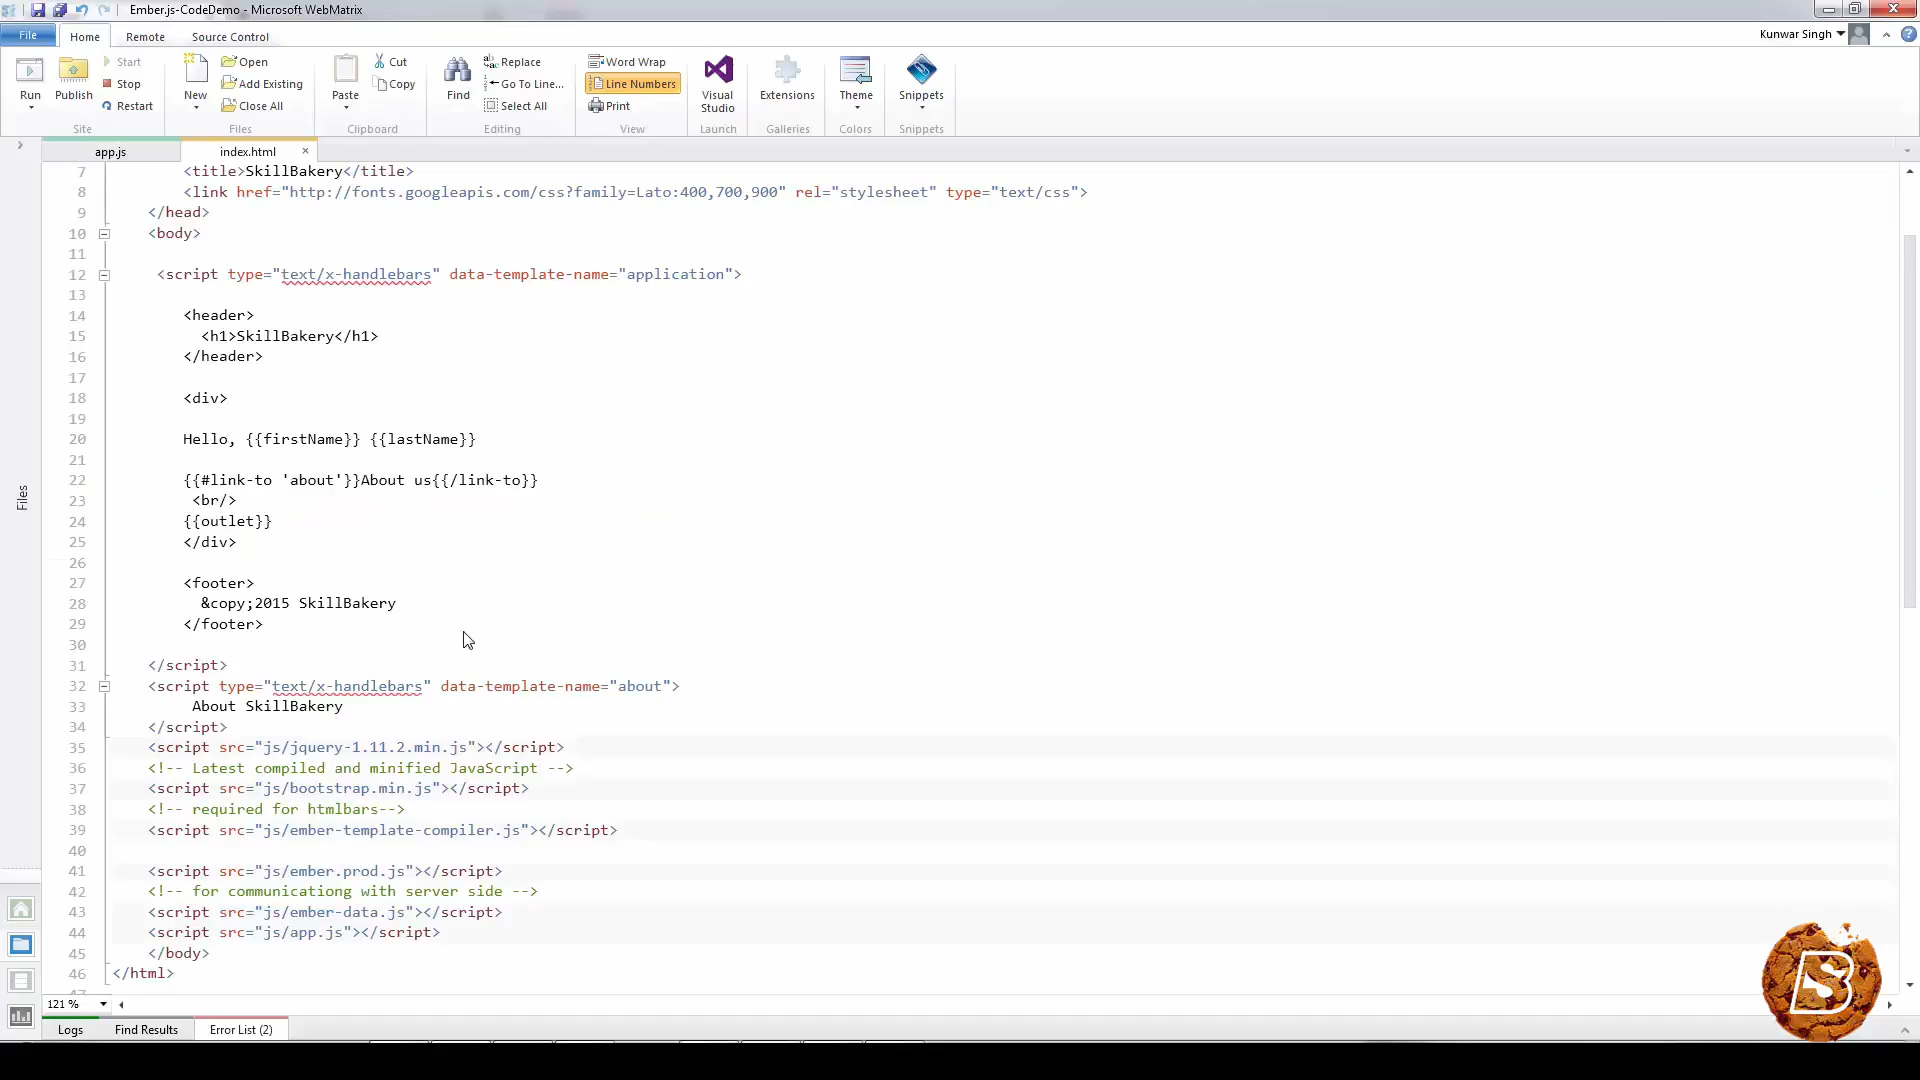 Ember.js-CodeDemo - Microsoft WebMatrix
File Home Remote Source Control
Kunwar Singh
Run
Publish
Start
Stop
Restart
Site
New
Open
Add Existing
Close All
Files
Paste
Cut
Copy
Clipboard
Find
Replace
Go To Line...
Select All
Editing
Word Wrap
Line Numbers
Print
View
Visual Studio
Launch
Extensions
Galleries
Theme
Colors
Snippets
Snippets
app.js index.html
Files
7 <title>SkillBakery</title>
8 <link href="http://fonts.googleapis.com/css?family=Lato:400,700,900" rel="stylesheet" type="text/css">
9 </head>
10 <body>
11
12 <script type="text/x-handlebars" data-template-name="application">
13
14 <header>
15 <h1>SkillBakery</h1>
16 </header>
17
18 <div>
19
20 Hello, {{firstName}} {{lastName}}
21
22 {{#link-to 'about'}}About us{{/link-to}}
23 <br/>
24 {{outlet}}
25 </div>
26
27 <footer>
28 &copy;2015 SkillBakery
29 </footer>
30
31 </script>
32 <script type="text/x-handlebars" data-template-name="about">
33 About SkillBakery
34 </script>
35 <script src="js/jquery-1.11.2.min.js"></script>
36 <!-- Latest compiled and minified JavaScript -->
37 <script src="js/bootstrap.min.js"></script>
38 <!-- required for htmlbars-->
39 <script src="js/ember-template-compiler.js"></script>
40
41 <script src="js/ember.prod.js"></script>
42 <!-- for communicationg with server side -->
43 <script src="js/ember-data.js"></script>
44 <script src="js/app.js"></script>
45 </body>
46 </html>
121 %
Logs Find Results Error List (2)